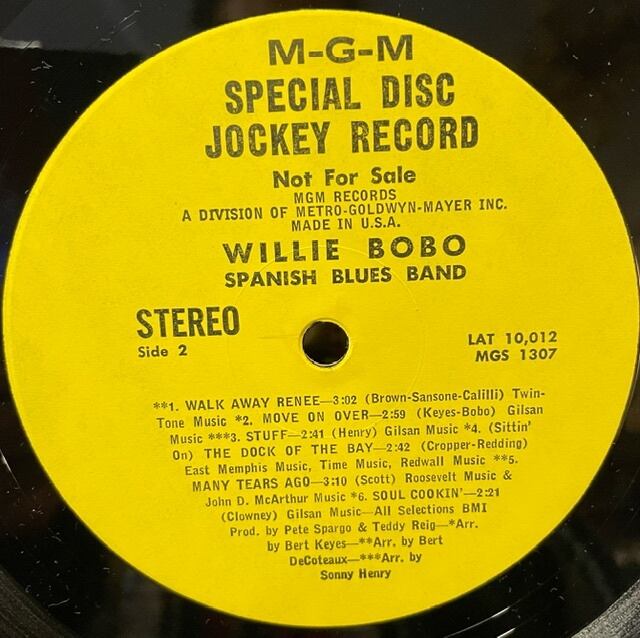 M-G-M
SPECIAL DISC
JOCKEY RECORD
Not For Sale
MGM RECORDS
A DIVISION OF METRO-GOLDWYN-MAYER INC.
MADE IN U.S.A.
WILLIE BOBO
SPANISH BLUES BAND
STEREO
Side 2
LAT 10,012
MGS 1307
**1. WALK AWAY RENEE—3:02 (Brown-Sansone-Calilli) Twin-
Tone Music *2. MOVE ON OVER—2:59 (Keyes-Bobo) Gilsan
Music ***3. STUFF—2:41 (Henry) Gilsan Music *4. (Sittin'
On) THE DOCK OF THE BAY—2:42 (Cropper-Redding)
East Memphis Music, Time Music, Redwall Music **5.
MANY TEARS AGO—3:10 (Scott) Roosevelt Music &
John D. McArthur Music *6. SOUL COOKIN'—2:21
(Clowney) Gilsan Music—All Selections BMI
Prod. by Pete Spargo & Teddy Reig—*Arr.
by Bert Keyes—**Arr. by Bert
DeCoteaux—***Arr. by
Sonny Henry